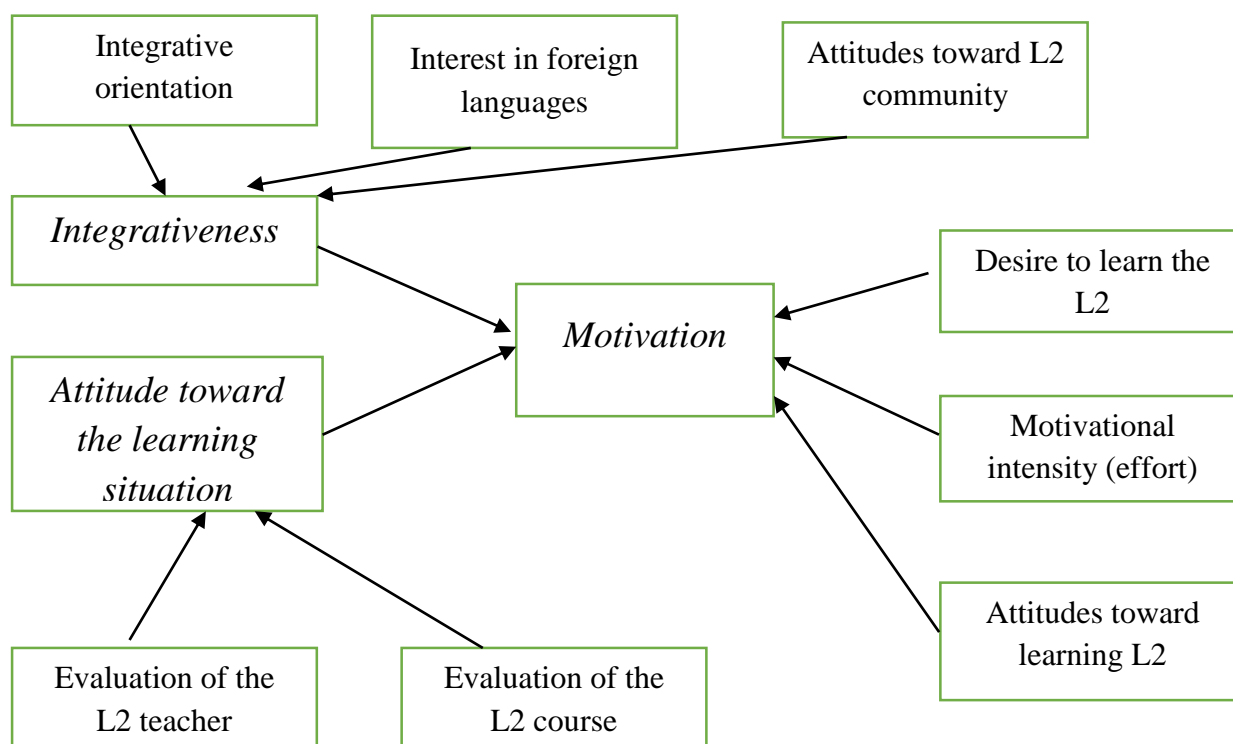 Integrative
orientation
Interest in foreign
languages
Attitudes toward L2
community
Integrativeness
Desire to learn the
L2
Motivation
Attitude toward
the learning
situation
Motivational
intensity (effort)
Attitudes toward
learning L2
Evaluation of the
L2 teacher
Evaluation of the
L2 course